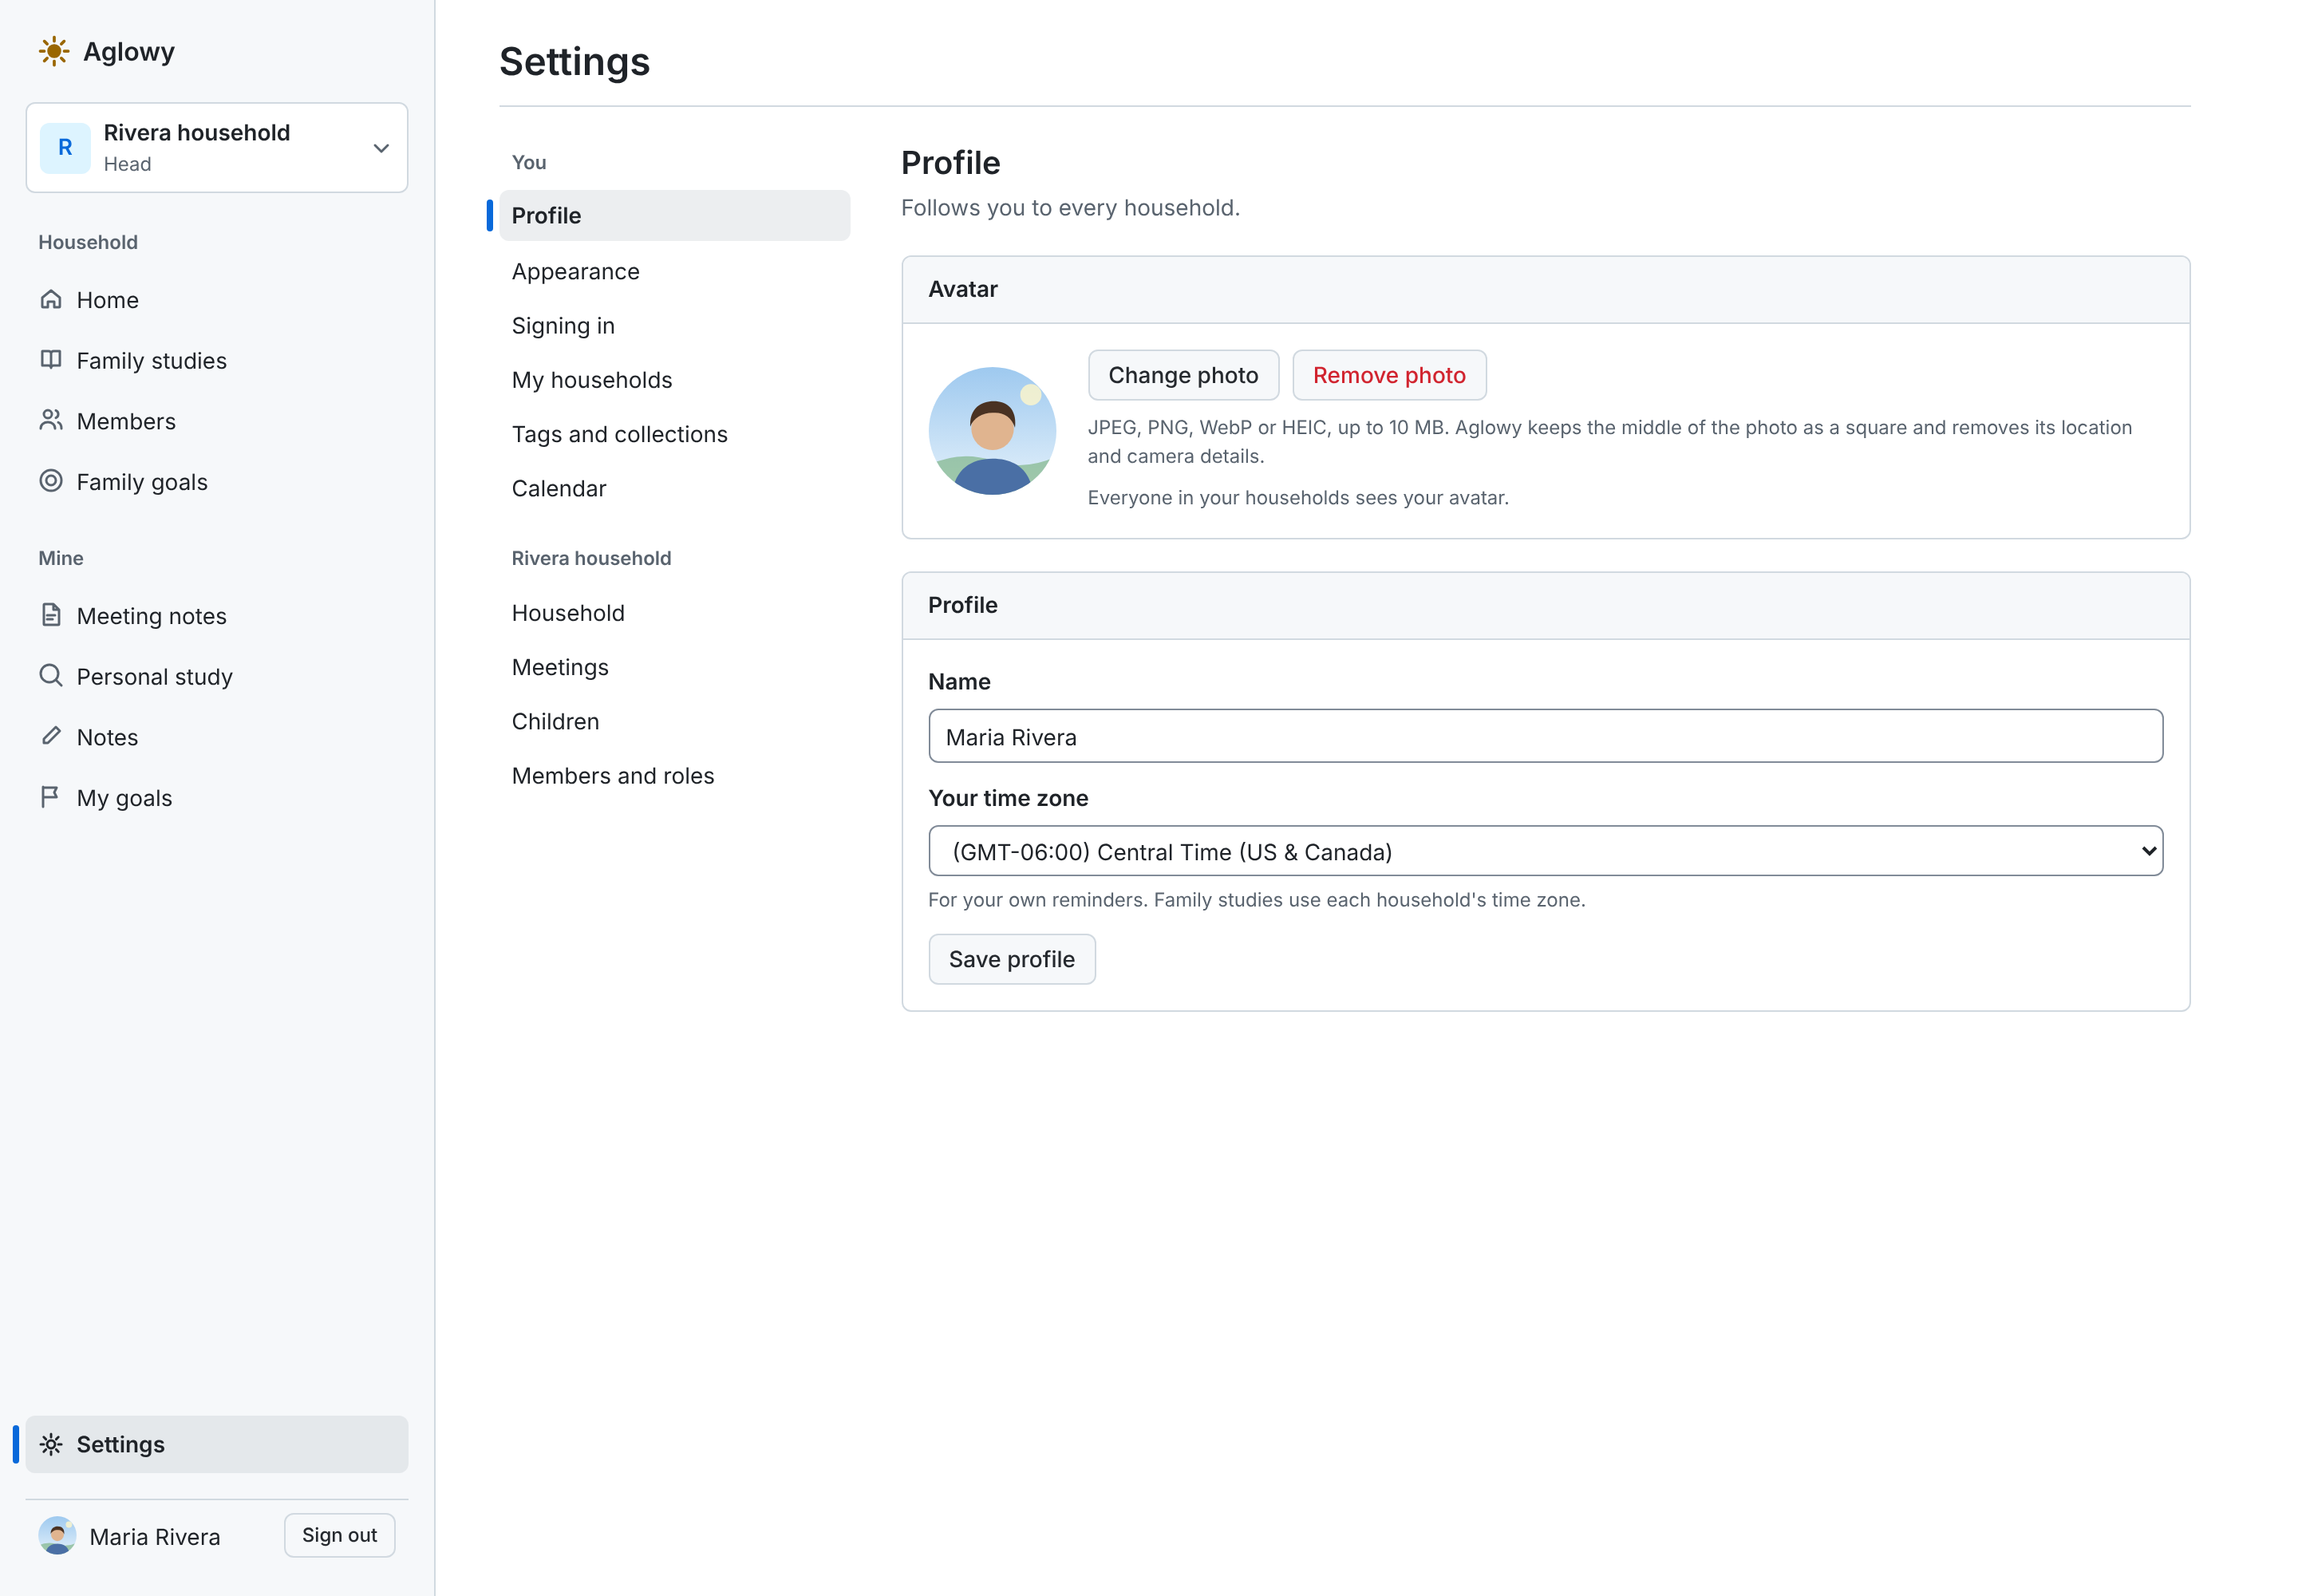 Aglowy
R
Rivera household
Head
Household
Home
Family studies
Members
Family goals
Mine
Meeting notes
Personal study
Notes
My goals
Settings
Maria Rivera
Sign out
Settings
You
Profile
Appearance
Signing in
My households
Tags and collections
Calendar
Rivera household
Household
Meetings
Children
Members and roles
Profile
Follows you to every household.
Avatar
Change photo
Remove photo
JPEG, PNG, WebP or HEIC, up to 10 MB. Aglowy keeps the middle of the photo as a square and removes its location
and camera details.
Everyone in your households sees your avatar.
Profile
Name
Maria Rivera
Your time zone
(GMT-06:00) Central Time (US & Canada)
For your own reminders. Family studies use each household's time zone.
Save profile